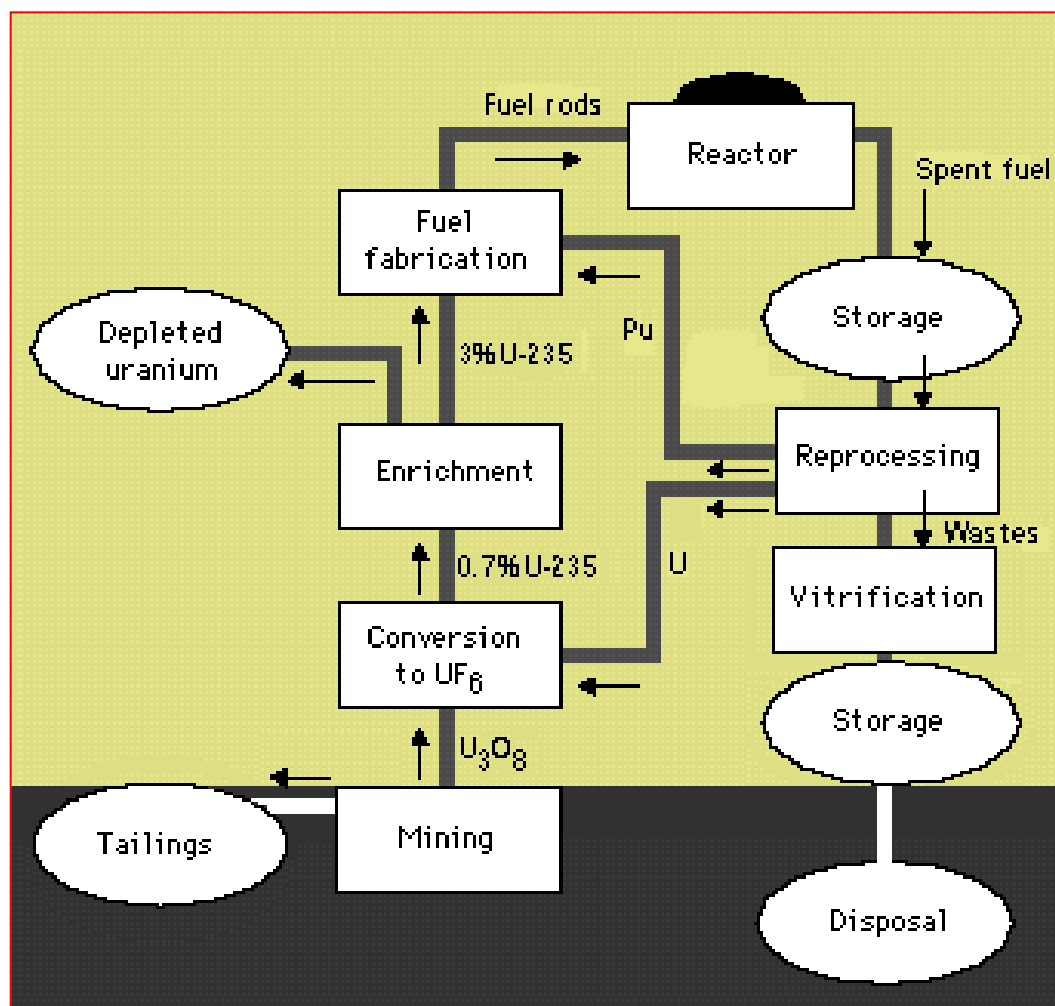 Fuel rods
Reactor
Spent fuel
Fuel
fabrication
Storage
Depleted
uranium
Pu
3% U-235
Enrichment
Reprocessing
Wastes
0.7% U-235
U
Vitrification
Conversion
to UF₆
Storage
U₃O₈
Tailings
Mining
Disposal